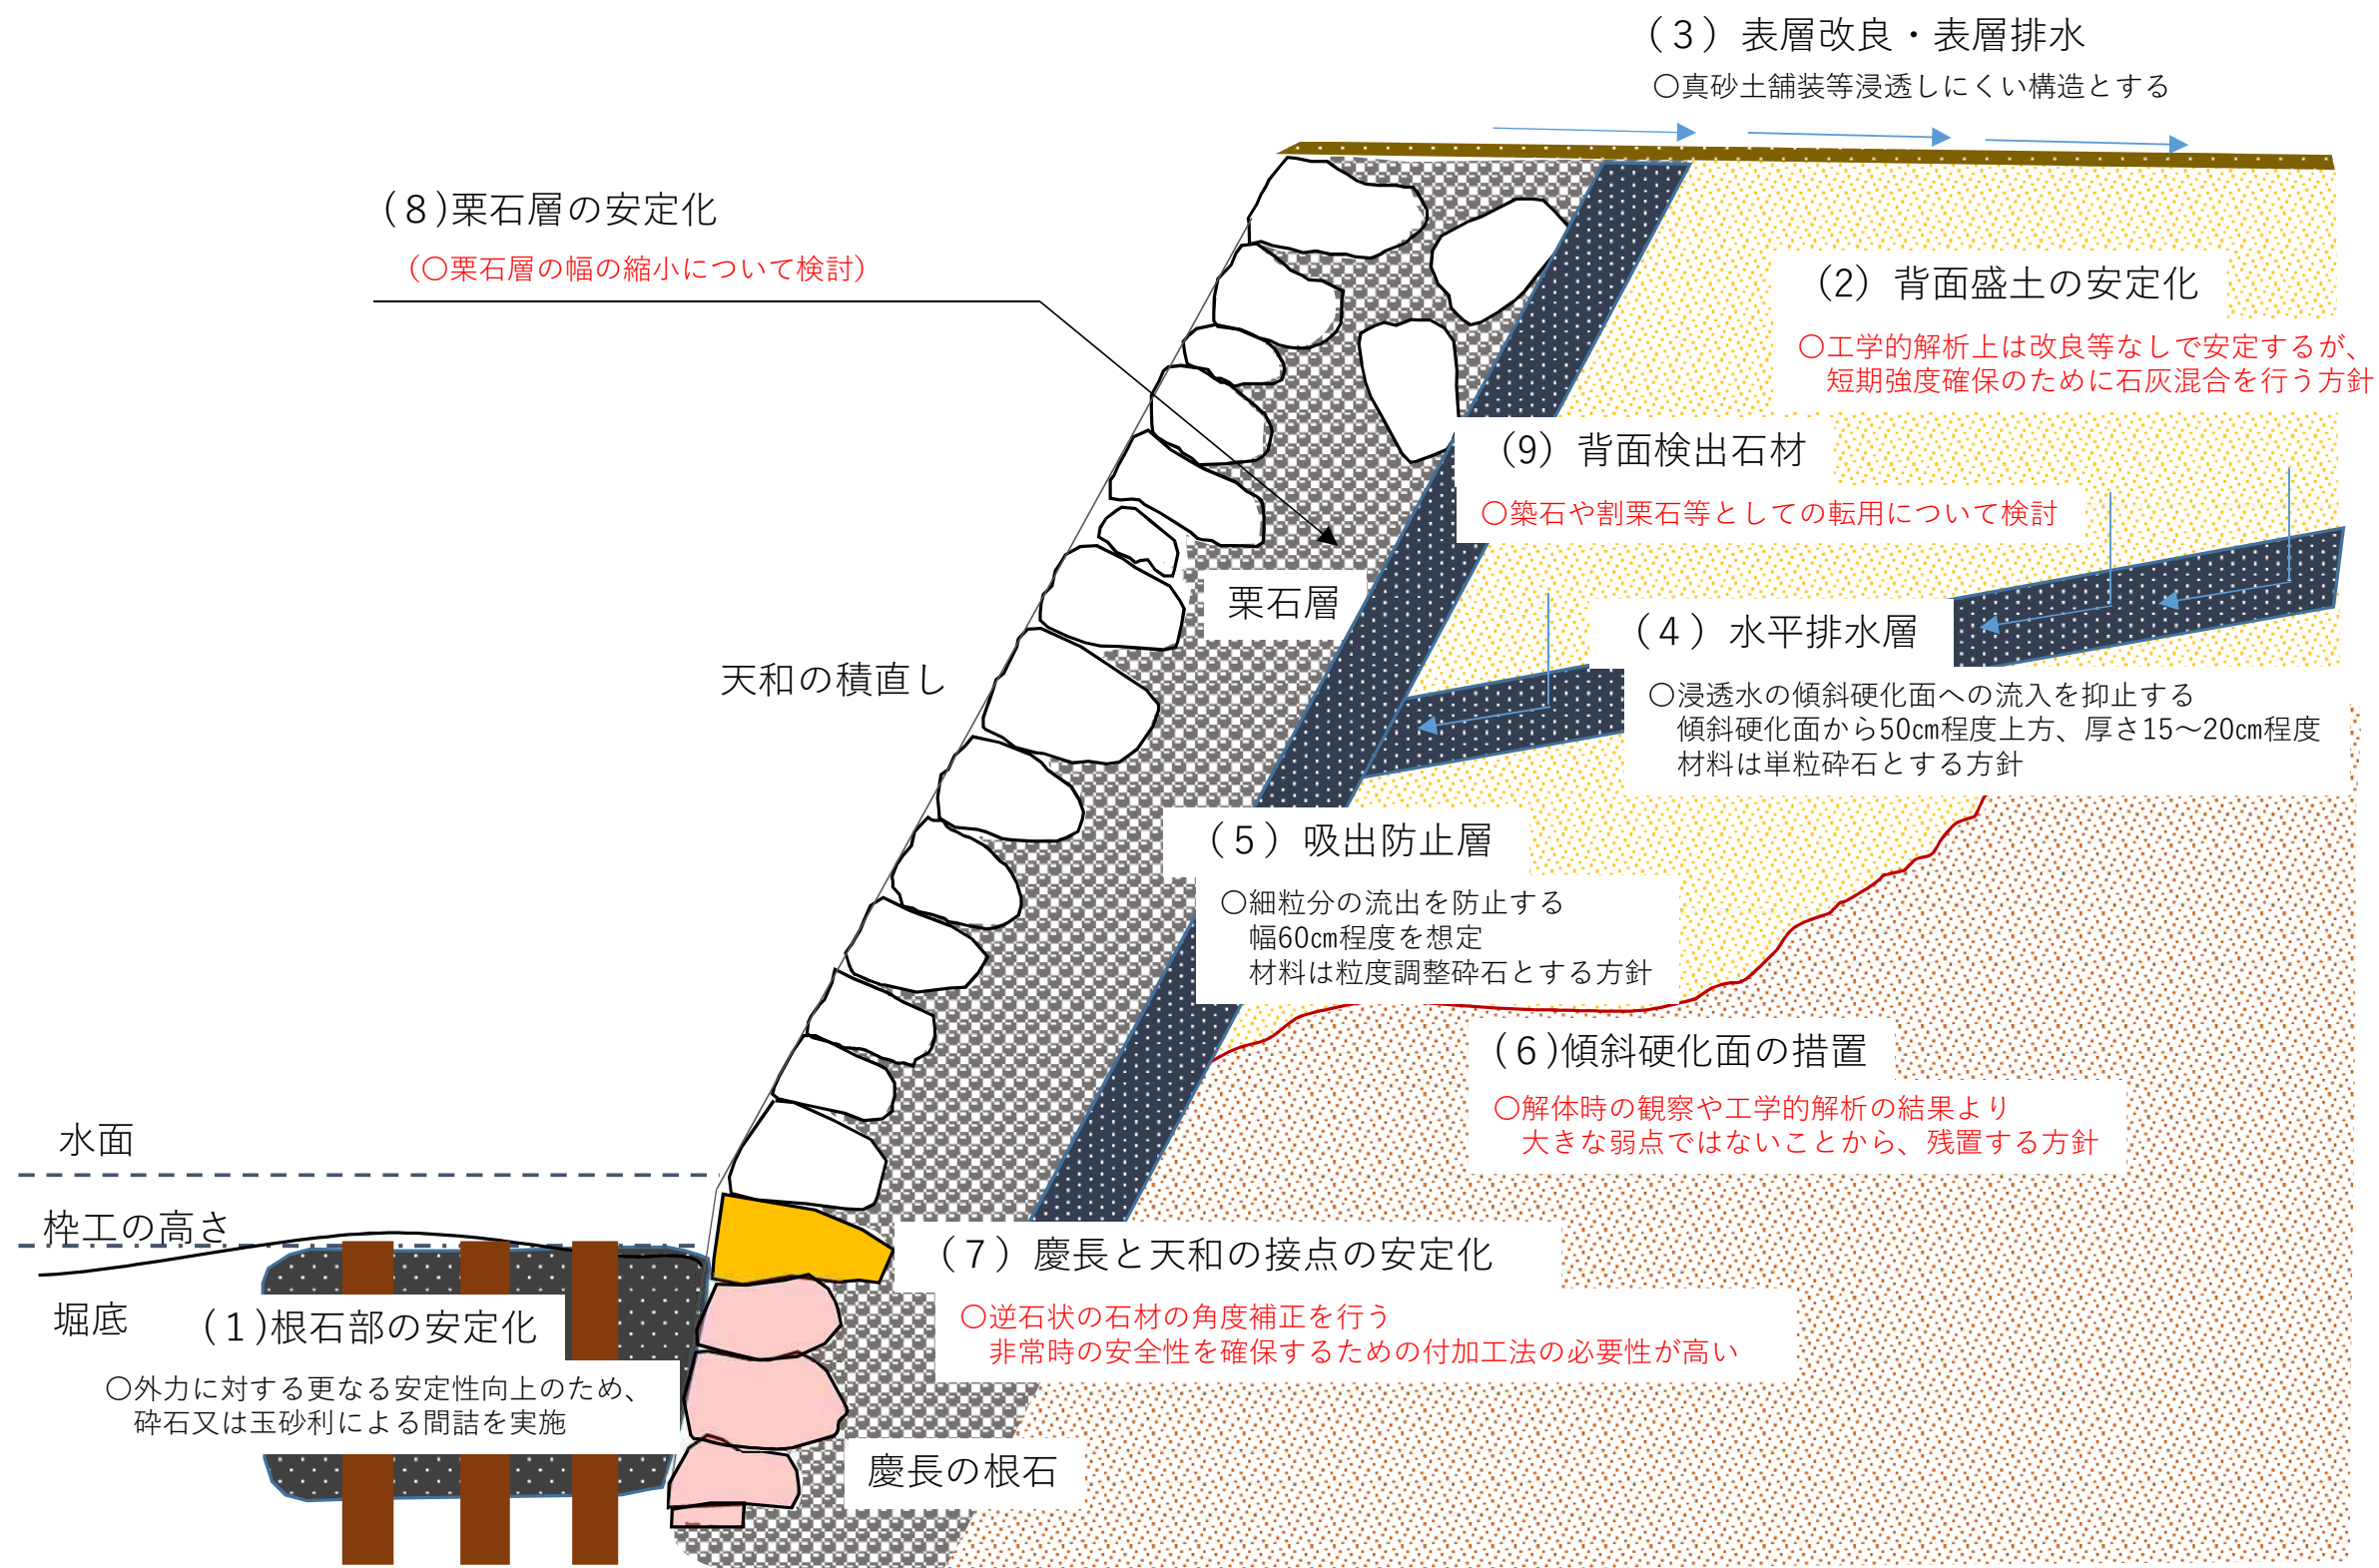 （３）表層改良・表層排水
〇真砂土舗装等浸透しにくい構造とする
（８)栗石層の安定化
（〇栗石層の幅の縮小について検討）
（2）背面盛土の安定化
〇工学的解析上は改良等なしで安定するが、
短期強度確保のために石灰混合を行う方針
（9）背面検出石材
〇築石や割栗石等としての転用について検討
栗石層
（４）水平排水層
天和の積直し
〇浸透水の傾斜硬化面への流入を抑止する
傾斜硬化面から50㎝程度上方、厚さ15～20㎝程度
材料は単粒砕石とする方針
（５）吸出防止層
〇細粒分の流出を防止する
幅60㎝程度を想定
材料は粒度調整砕石とする方針
（６)傾斜硬化面の措置
〇解体時の観察や工学的解析の結果より
大きな弱点ではないことから、残置する方針
水面
枠工の高さ
（７）慶長と天和の接点の安定化
〇逆石状の石材の角度補正を行う
非常時の安全性を確保するための付加工法の必要性が高い
堀底
（１)根石部の安定化
〇外力に対する更なる安定性向上のため、
砕石又は玉砂利による間詰を実施
慶長の根石